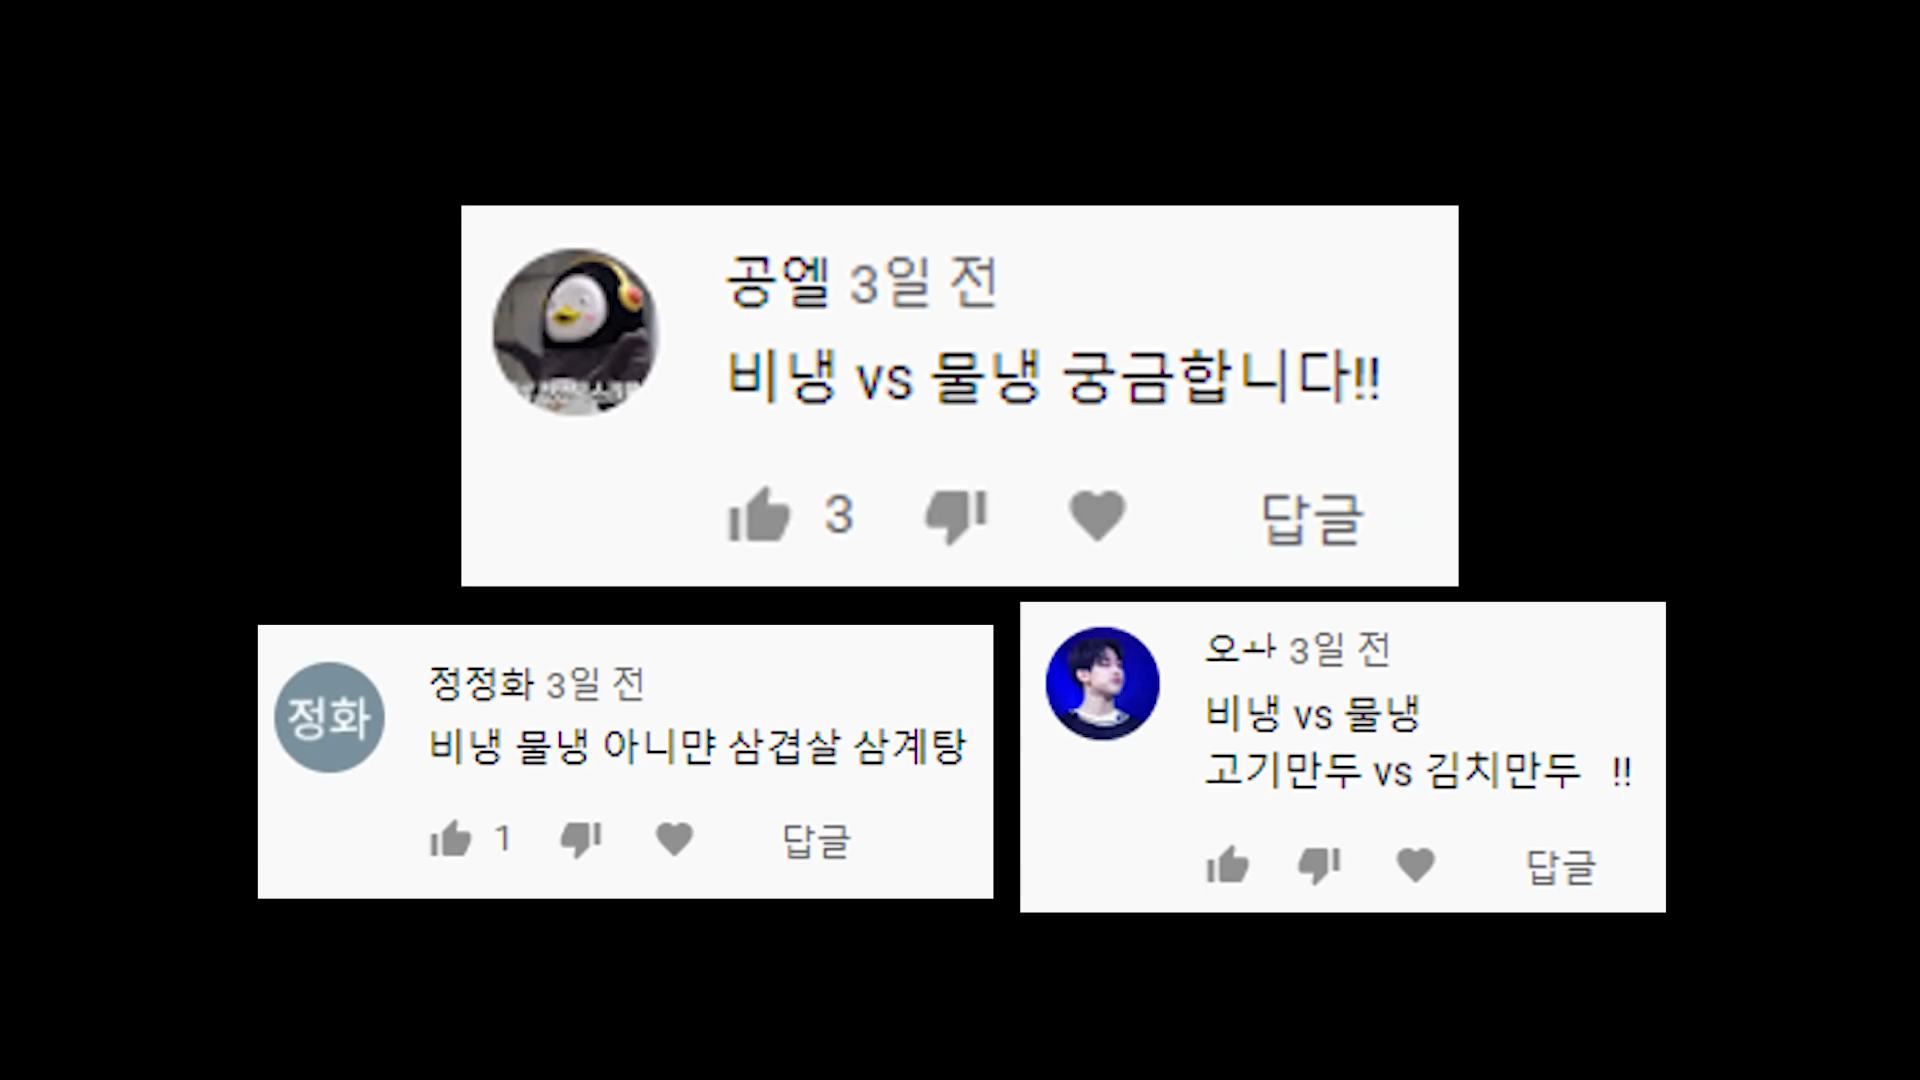 공엘 3일 전
비냉 vs 물냉 궁금합니다!!
3 답글
정화
정정화 3일 전
비냉 물냉 아니먄 삼겹살 삼계탕
1 답글
오ㅘ 3일 전
비냉 vs 물냉
고기만두 vs 김치만두 !!
답글